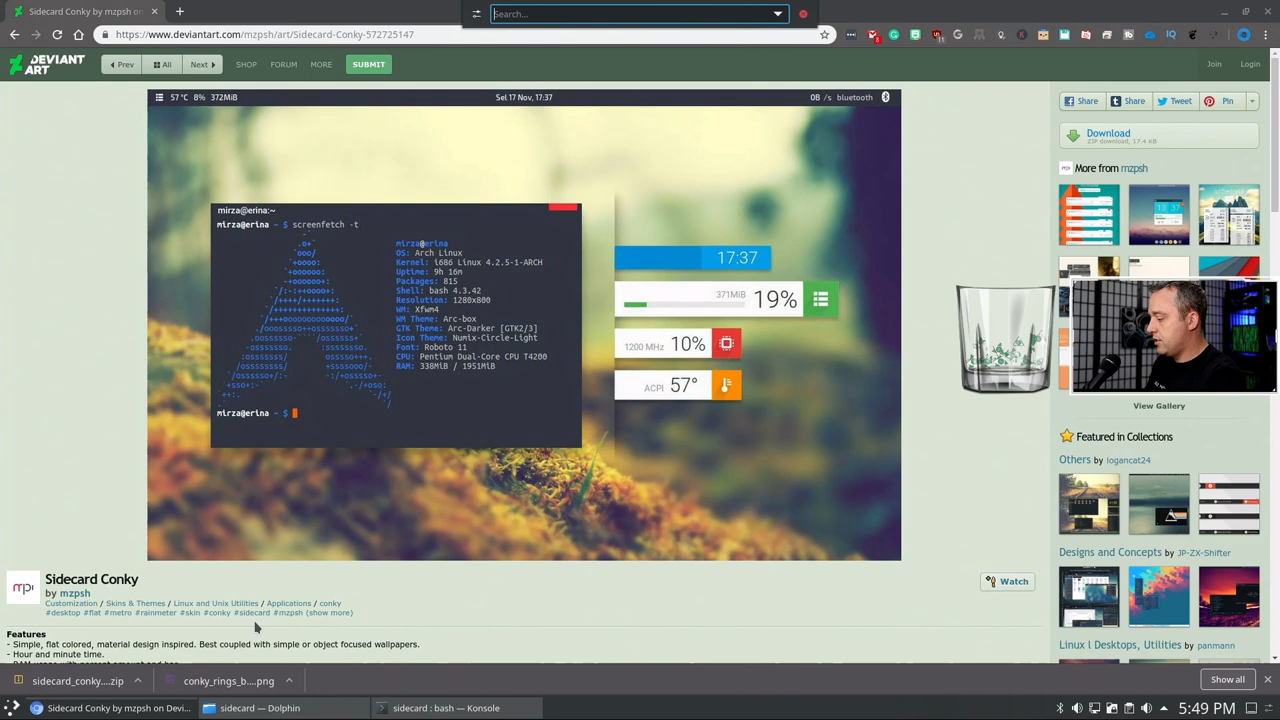 Sidecard Conky by mzpsh on
Search...
https://www.deviantart.com/mzpsh/art/Sidecard-Conky-572725147
DEVIANT ART
Prev
All
Next
SHOP
FORUM
MORE
SUBMIT
Join
Login
57 °C 8% 372MiB
Sel 17 Nov, 17:37
0B /s bluetooth
mirza@erina:~
mirza@erina ~ $ screenfetch -t
mirza@erina
OS: Arch Linux
Kernel: i686 Linux 4.2.5-1-ARCH
Uptime: 9h 16m
Packages: 815
Shell: bash 4.3.42
Resolution: 1280x800
WM: Xfwm4
WM Theme: Arc-box
GTK Theme: Arc-Darker [GTK2/3]
Icon Theme: Numix-Circle-Light
Font: Roboto 11
CPU: Pentium Dual-Core CPU T4200
RAM: 338MiB / 1951MiB
mirza@erina ~ $
17:37
371MiB 19%
1200 MHz 10%
ACPI 57°
Share
Share
Tweet
Pin
Download
ZIP download, 17.4 KB
More from mzpsh
View Gallery
Featured in Collections
Others by logancat24
Designs and Concepts by JP-ZX-Shifter
Linux l Desktops, Utilities by panmann
Sidecard Conky
by mzpsh
Customization / Skins & Themes / Linux and Unix Utilities / Applications / conky
#desktop #flat #metro #rainmeter #skin #conky #sidecard #mzpsh (show more)
Watch
Features
- Simple, flat colored, material design inspired. Best coupled with simple or object focused wallpapers.
- Hour and minute time.
sidecard_conky....zip
conky_rings_b....png
Show all
Sidecard Conky by mzpsh on Devi...
sidecard — Dolphin
sidecard : bash — Konsole
5:49 PM